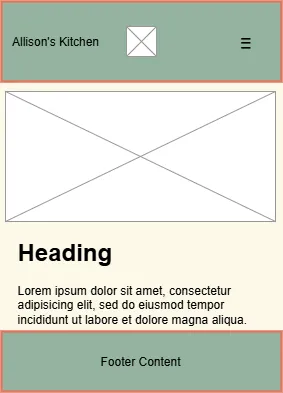 Allison's Kitchen
Heading
Lorem ipsum dolor sit amet, consectetur
adipisicing elit, sed do eiusmod tempor
incididunt ut labore et dolore magna aliqua.
Footer Content